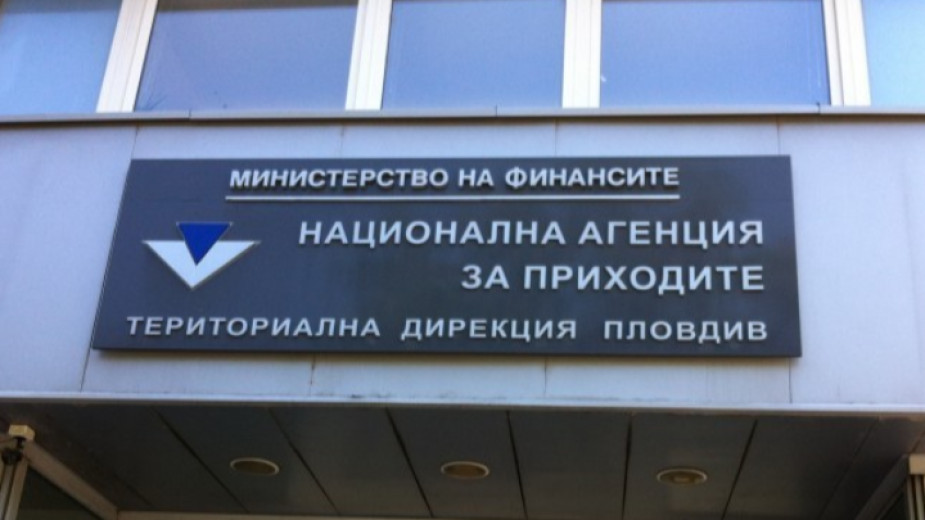 МИНИСТЕРСТВО НА ФИНАНСИТЕ
НАЦИОНАЛНА АГЕНЦИЯ
ЗА ПРИХОДИТЕ
ТЕРИТОРИАЛНА ДИРЕКЦИЯ ПЛОВДИВ